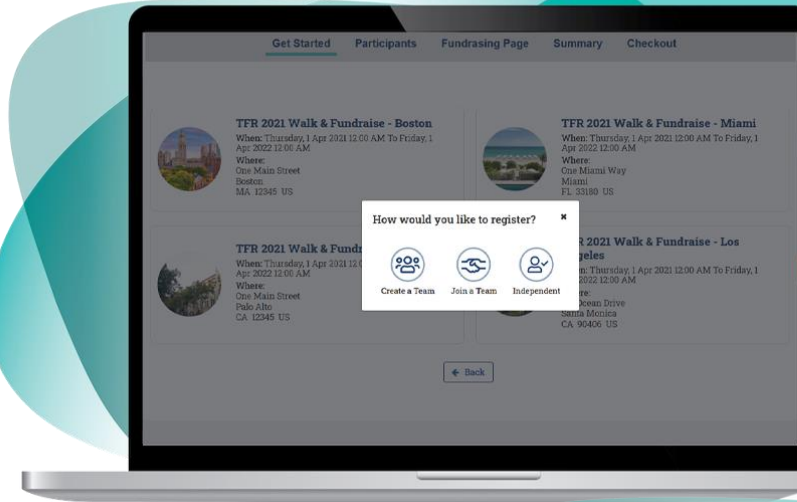 Get Started Participants Fundrasing Page Summary Checkout
TFR 2021 Walk & Fundraise - Boston
When: Thursday, 1 Apr 2021 12:00 AM To Friday, 1
Apr 2022 12:00 AM
Where:
One Main Street
Boston
MA 12345 US
TFR 2021 Walk & Fundraise - Miami
When: Thursday, 1 Apr 2021 12:00 AM To Friday, 1
Apr 2022 12:00 AM
Where:
One Miami Way
Miami
FL 33180 US
How would you like to register? ×
Create a Team Join a Team Independent
TFR 2021 Walk & Fundr
When: Thursday, 1 Apr 2021 12:0
Apr 2022 12:00 AM
Where:
One Main Street
Palo Alto
CA 12345 US
R 2021 Walk & Fundraise - Los
geles
n: Thursday, 1 Apr 2021 12:00 AM To Friday, 1
2022 12:00 AM
re:
Ocean Drive
Santa Monica
CA 90406 US
← Back